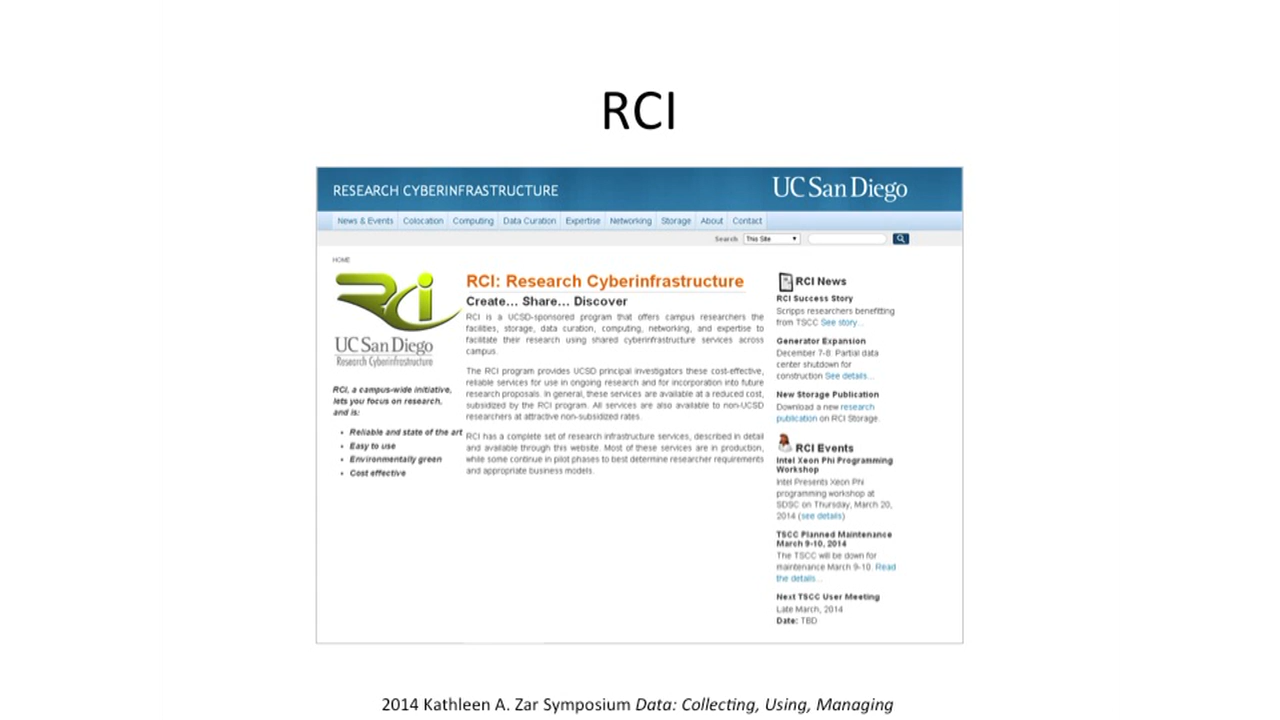 RCI
RESEARCH CYBERINFRASTRUCTURE
UC San Diego
News & Events
Colocation
Computing
Data Curation
Expertise
Networking
Storage
About
Contact
Search
This Site
HOME
RCi
UC San Diego
Research Cyberinfrastructure
RCI, a campus-wide initiative,
lets you focus on research,
and is:
• Reliable and state of the art
• Easy to use
• Environmentally green
• Cost effective
RCI: Research Cyberinfrastructure
Create... Share... Discover
RCI is a UCSD-sponsored program that offers campus researchers the
facilities, storage, data curation, computing, networking, and expertise to
facilitate their research using shared cyberinfrastructure services across
campus.
The RCI program provides UCSD principal investigators these cost-effective,
reliable services for use in ongoing research and for incorporation into future
research proposals. In general, these services are available at a reduced cost,
subsidized by the RCI program. All services are also available to non-UCSD
researchers at attractive non-subsidized rates.
RCI has a complete set of research infrastructure services, described in detail
and available through this website. Most of these services are in production,
while some continue in pilot phases to best determine researcher requirements
and appropriate business models.
RCI News
RCI Success Story
Scripps researchers benefitting
from TSCC See story...
Generator Expansion
December 7-8: Partial data
center shutdown for
construction See details...
New Storage Publication
Download a new research
publication on RCI Storage.
RCI Events
Intel Xeon Phi Programming
Workshop
Intel Presents Xeon Phi
programming workshop at
SDSC on Thursday, March 20,
2014 (see details)
TSCC Planned Maintenance
March 9-10, 2014
The TSCC will be down for
maintenance March 9-10. Read
the details...
Next TSCC User Meeting
Late March, 2014
Date: TBD
2014 Kathleen A. Zar Symposium Data: Collecting, Using, Managing